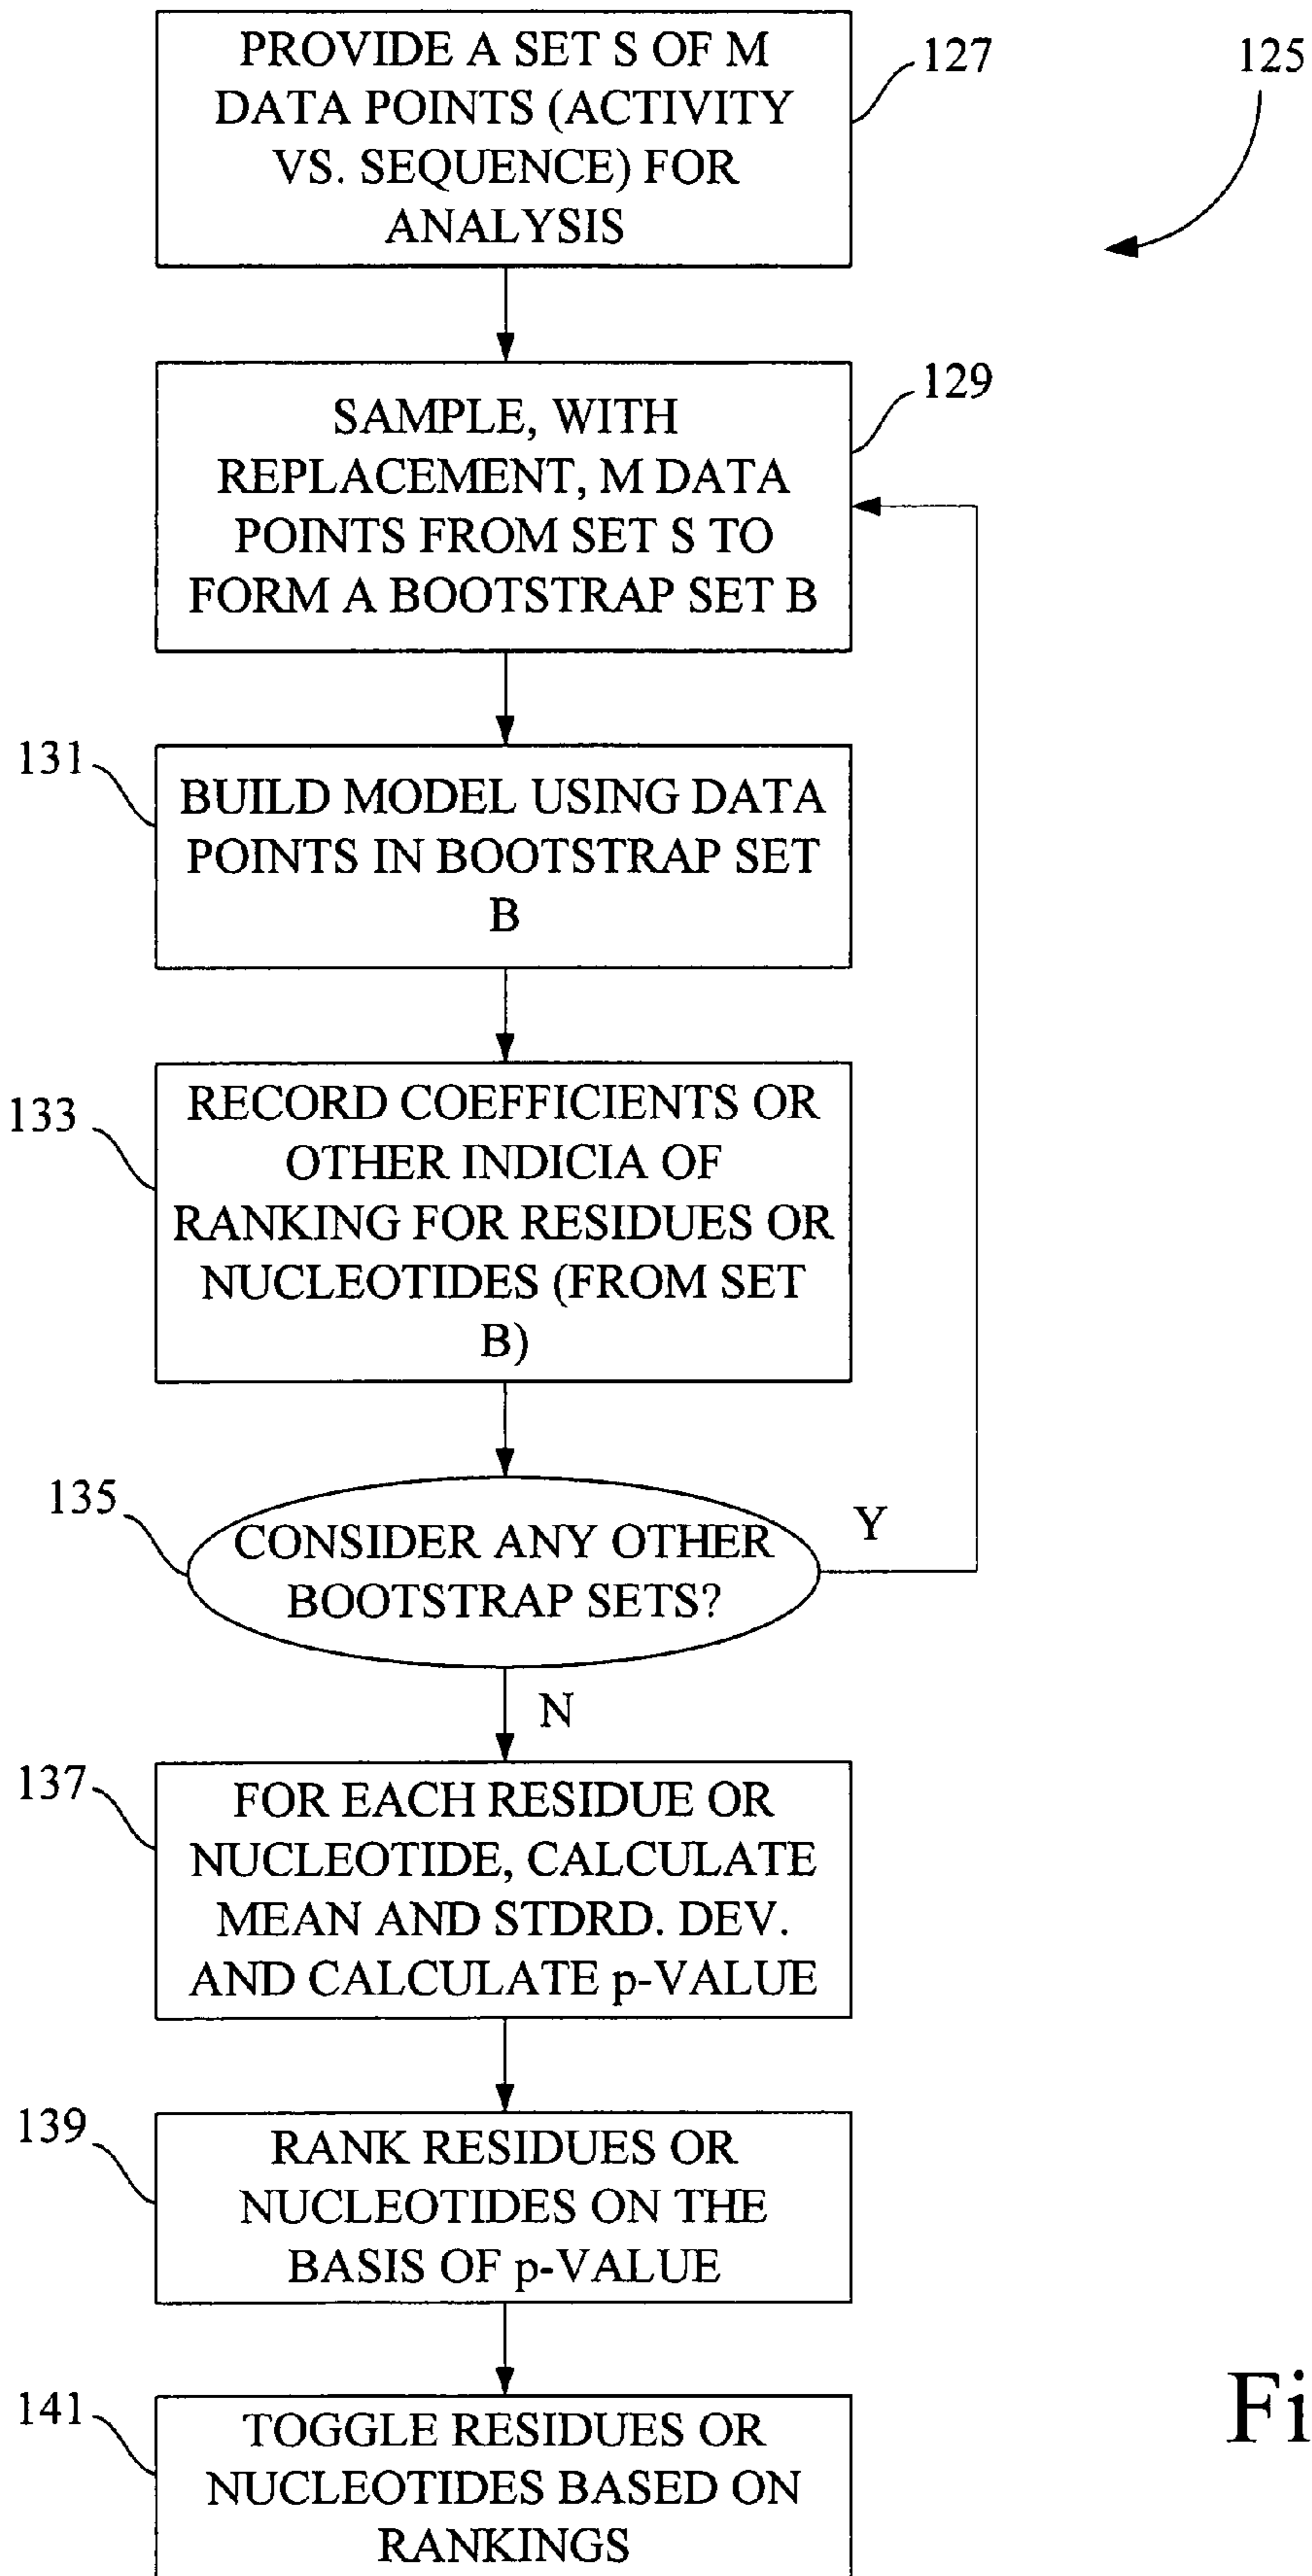 PROVIDE A SET S OF M
DATA POINTS (ACTIVITY
VS. SEQUENCE) FOR
ANALYSIS
127
125
SAMPLE, WITH
REPLACEMENT, M DATA
POINTS FROM SET S TO
FORM A BOOTSTRAP SET B
129
131
BUILD MODEL USING DATA
POINTS IN BOOTSTRAP SET
B
133
RECORD COEFFICIENTS OR
OTHER INDICIA OF
RANKING FOR RESIDUES OR
NUCLEOTIDES (FROM SET
B)
135
CONSIDER ANY OTHER
BOOTSTRAP SETS?
Y
N
137
FOR EACH RESIDUE OR
NUCLEOTIDE, CALCULATE
MEAN AND STDRD. DEV.
AND CALCULATE p-VALUE
139
RANK RESIDUES OR
NUCLEOTIDES ON THE
BASIS OF p-VALUE
141
TOGGLE RESIDUES OR
NUCLEOTIDES BASED ON
RANKINGS
Fi